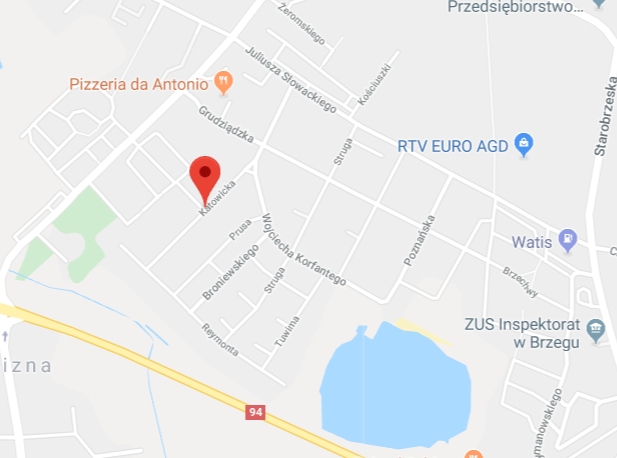 Przedsiębiorstwo...
Żeromskiego
Juliusza Słowackiego
Kościuszki
Pizzeria da Antonio
Starobrzeska
Grudziądzka
Struga
RTV EURO AGD
Katowicka
Prusa
Wojciecha Korfantego
Poznańska
Watis
Broniewskiego
Struga
Brzechwy
Reymonta
Tuwima
ZUS Inspektorat
w Brzegu
izna
94
ymanowskiego